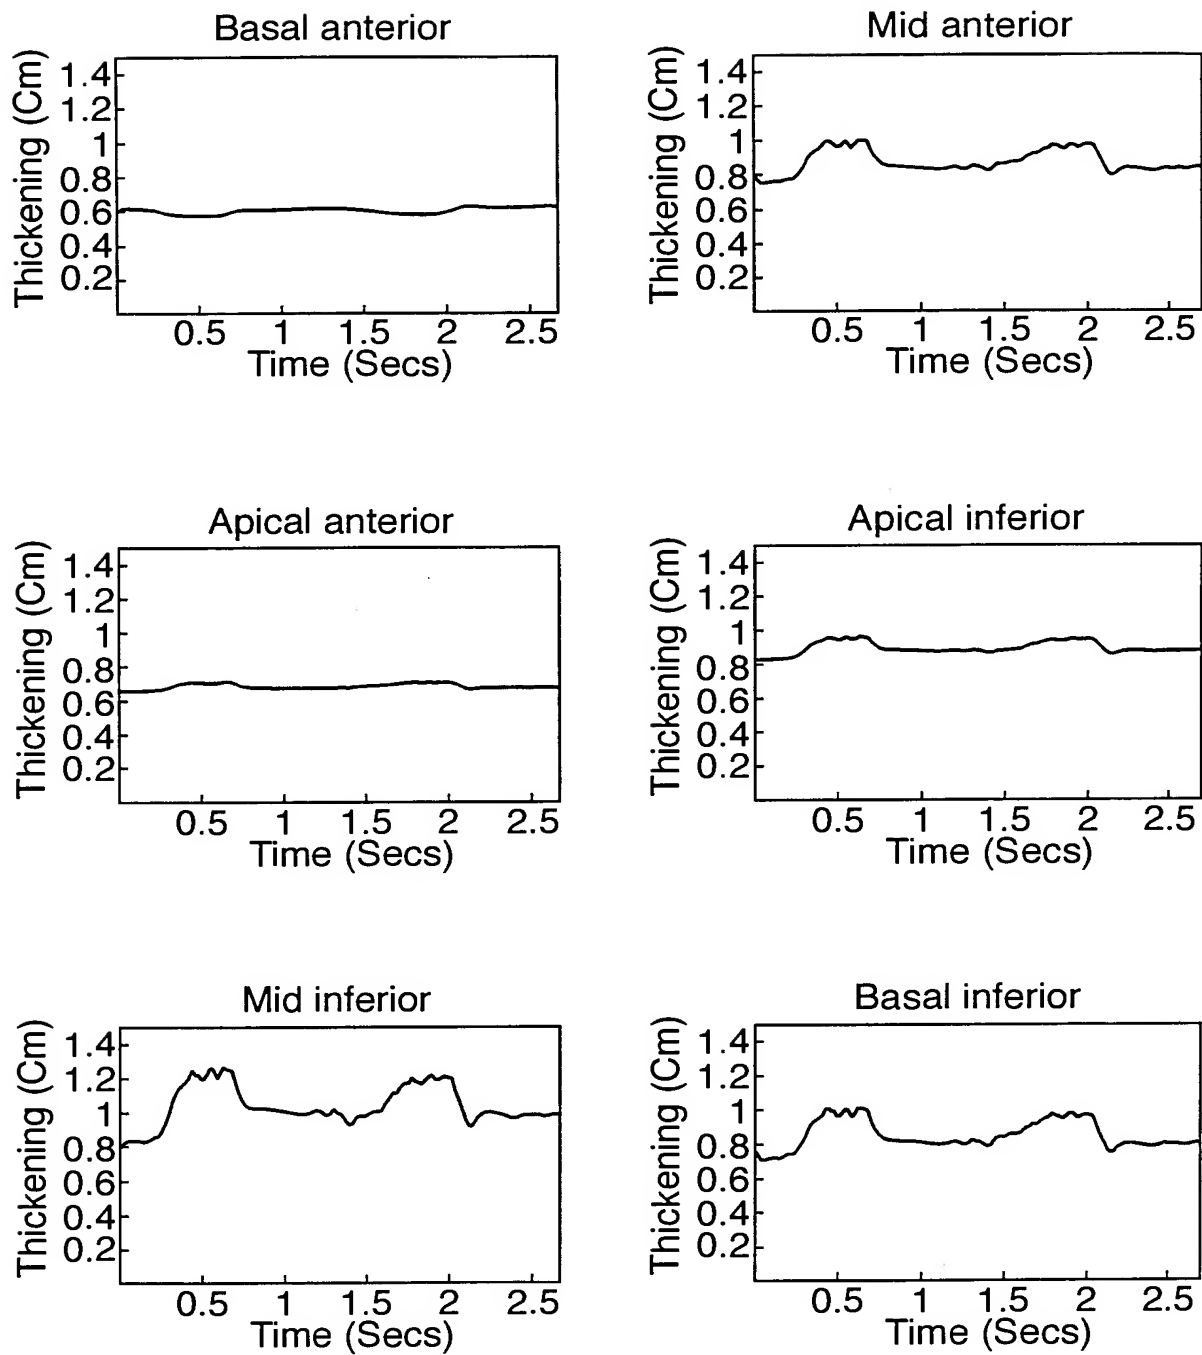 Basal anterior
Thickening (Cm)
1.4
1.2
1
0.8
0.6
0.4
0.2
0.5 1 1.5 2 2.5
Time (Secs)
Mid anterior
Thickening (Cm)
1.4
1.2
1
0.8
0.6
0.4
0.2
0.5 1 1.5 2 2.5
Time (Secs)
Apical anterior
Thickening (Cm)
1.4
1.2
1
0.8
0.6
0.4
0.2
0.5 1 1.5 2 2.5
Time (Secs)
Apical inferior
Thickening (Cm)
1.4
1.2
1
0.8
0.6
0.4
0.2
0.5 1 1.5 2 2.5
Time (Secs)
Mid inferior
Thickening (Cm)
1.4
1.2
1
0.8
0.6
0.4
0.2
0.5 1 1.5 2 2.5
Time (Secs)
Basal inferior
Thickening (Cm)
1.4
1.2
1
0.8
0.6
0.4
0.2
0.5 1 1.5 2 2.5
Time (Secs)